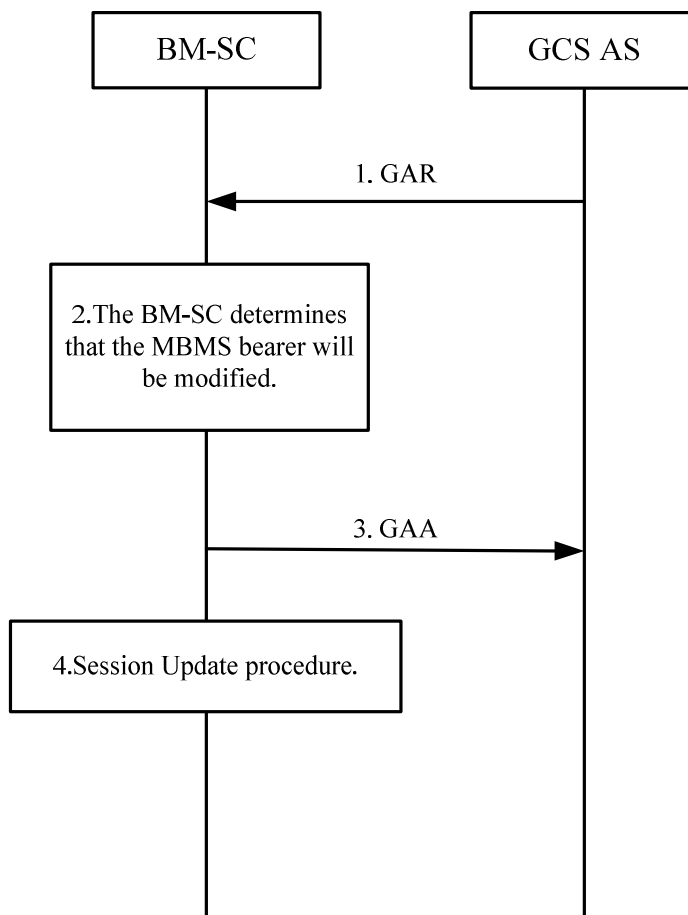 BM-SC
GCS AS
1. GAR
2.The BM-SC determines
that the MBMS bearer will
be modified.
3. GAA
4.Session Update procedure.